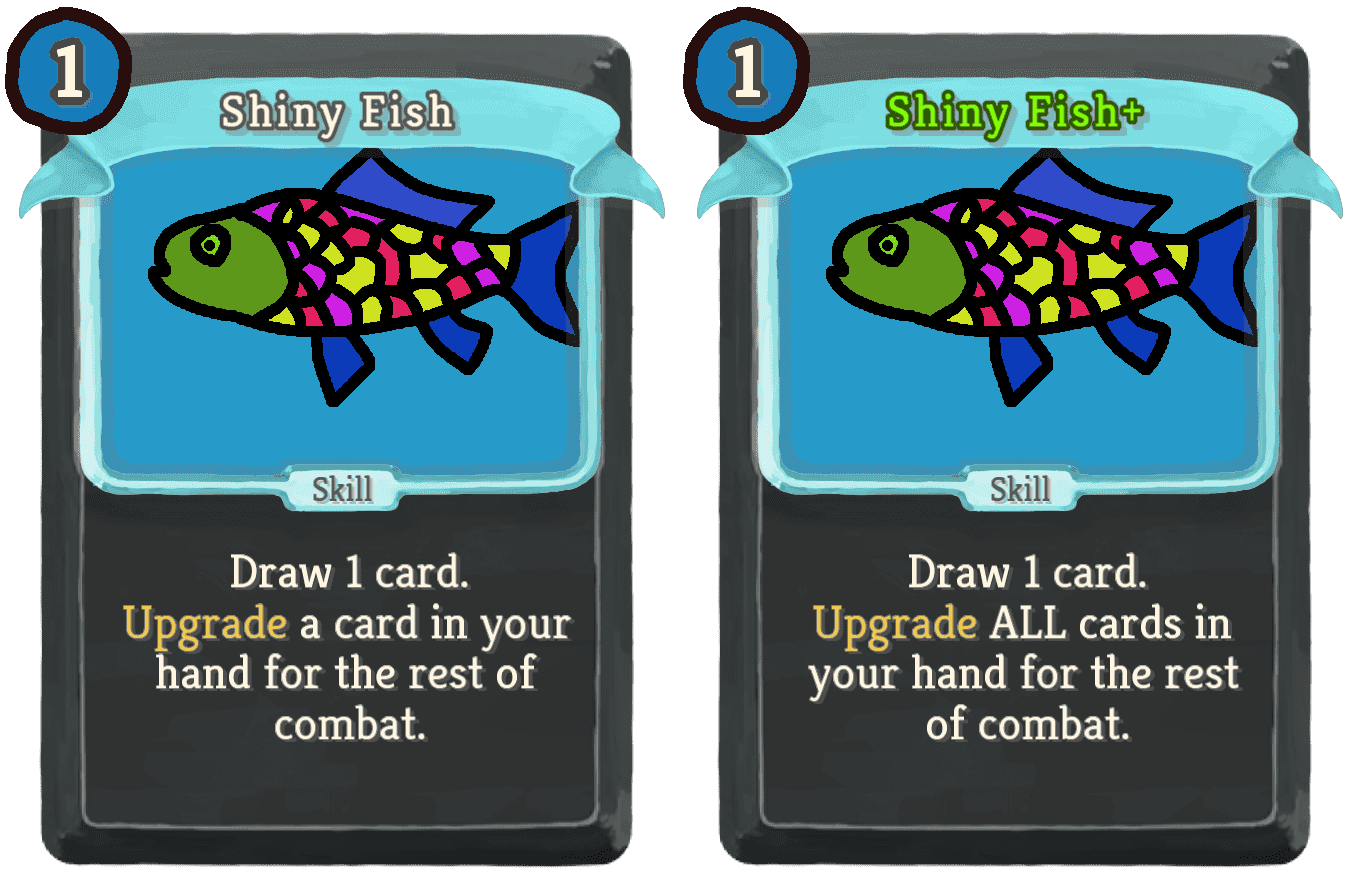 1
Shiny Fish
Skill
Draw 1 card.
Upgrade a card in your
hand for the rest of
combat.
1
Shiny Fish+
Skill
Draw 1 card.
Upgrade ALL cards in
your hand for the rest
of combat.